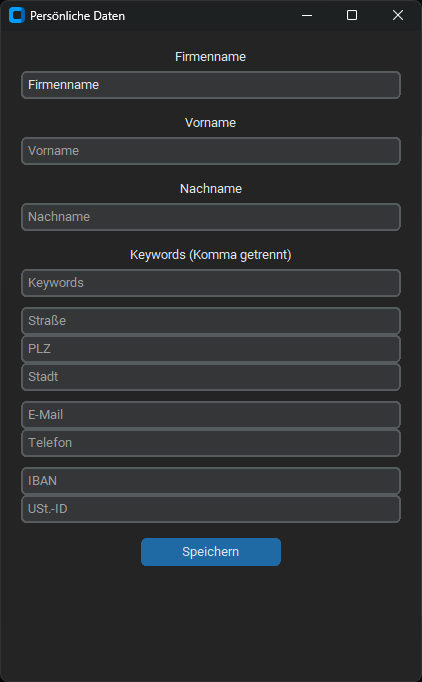 Persönliche Daten
Firmenname
Firmenname
Vorname
Vorname
Nachname
Nachname
Keywords (Komma getrennt)
Keywords
Straße
PLZ
Stadt
E-Mail
Telefon
IBAN
USt.-ID
Speichern